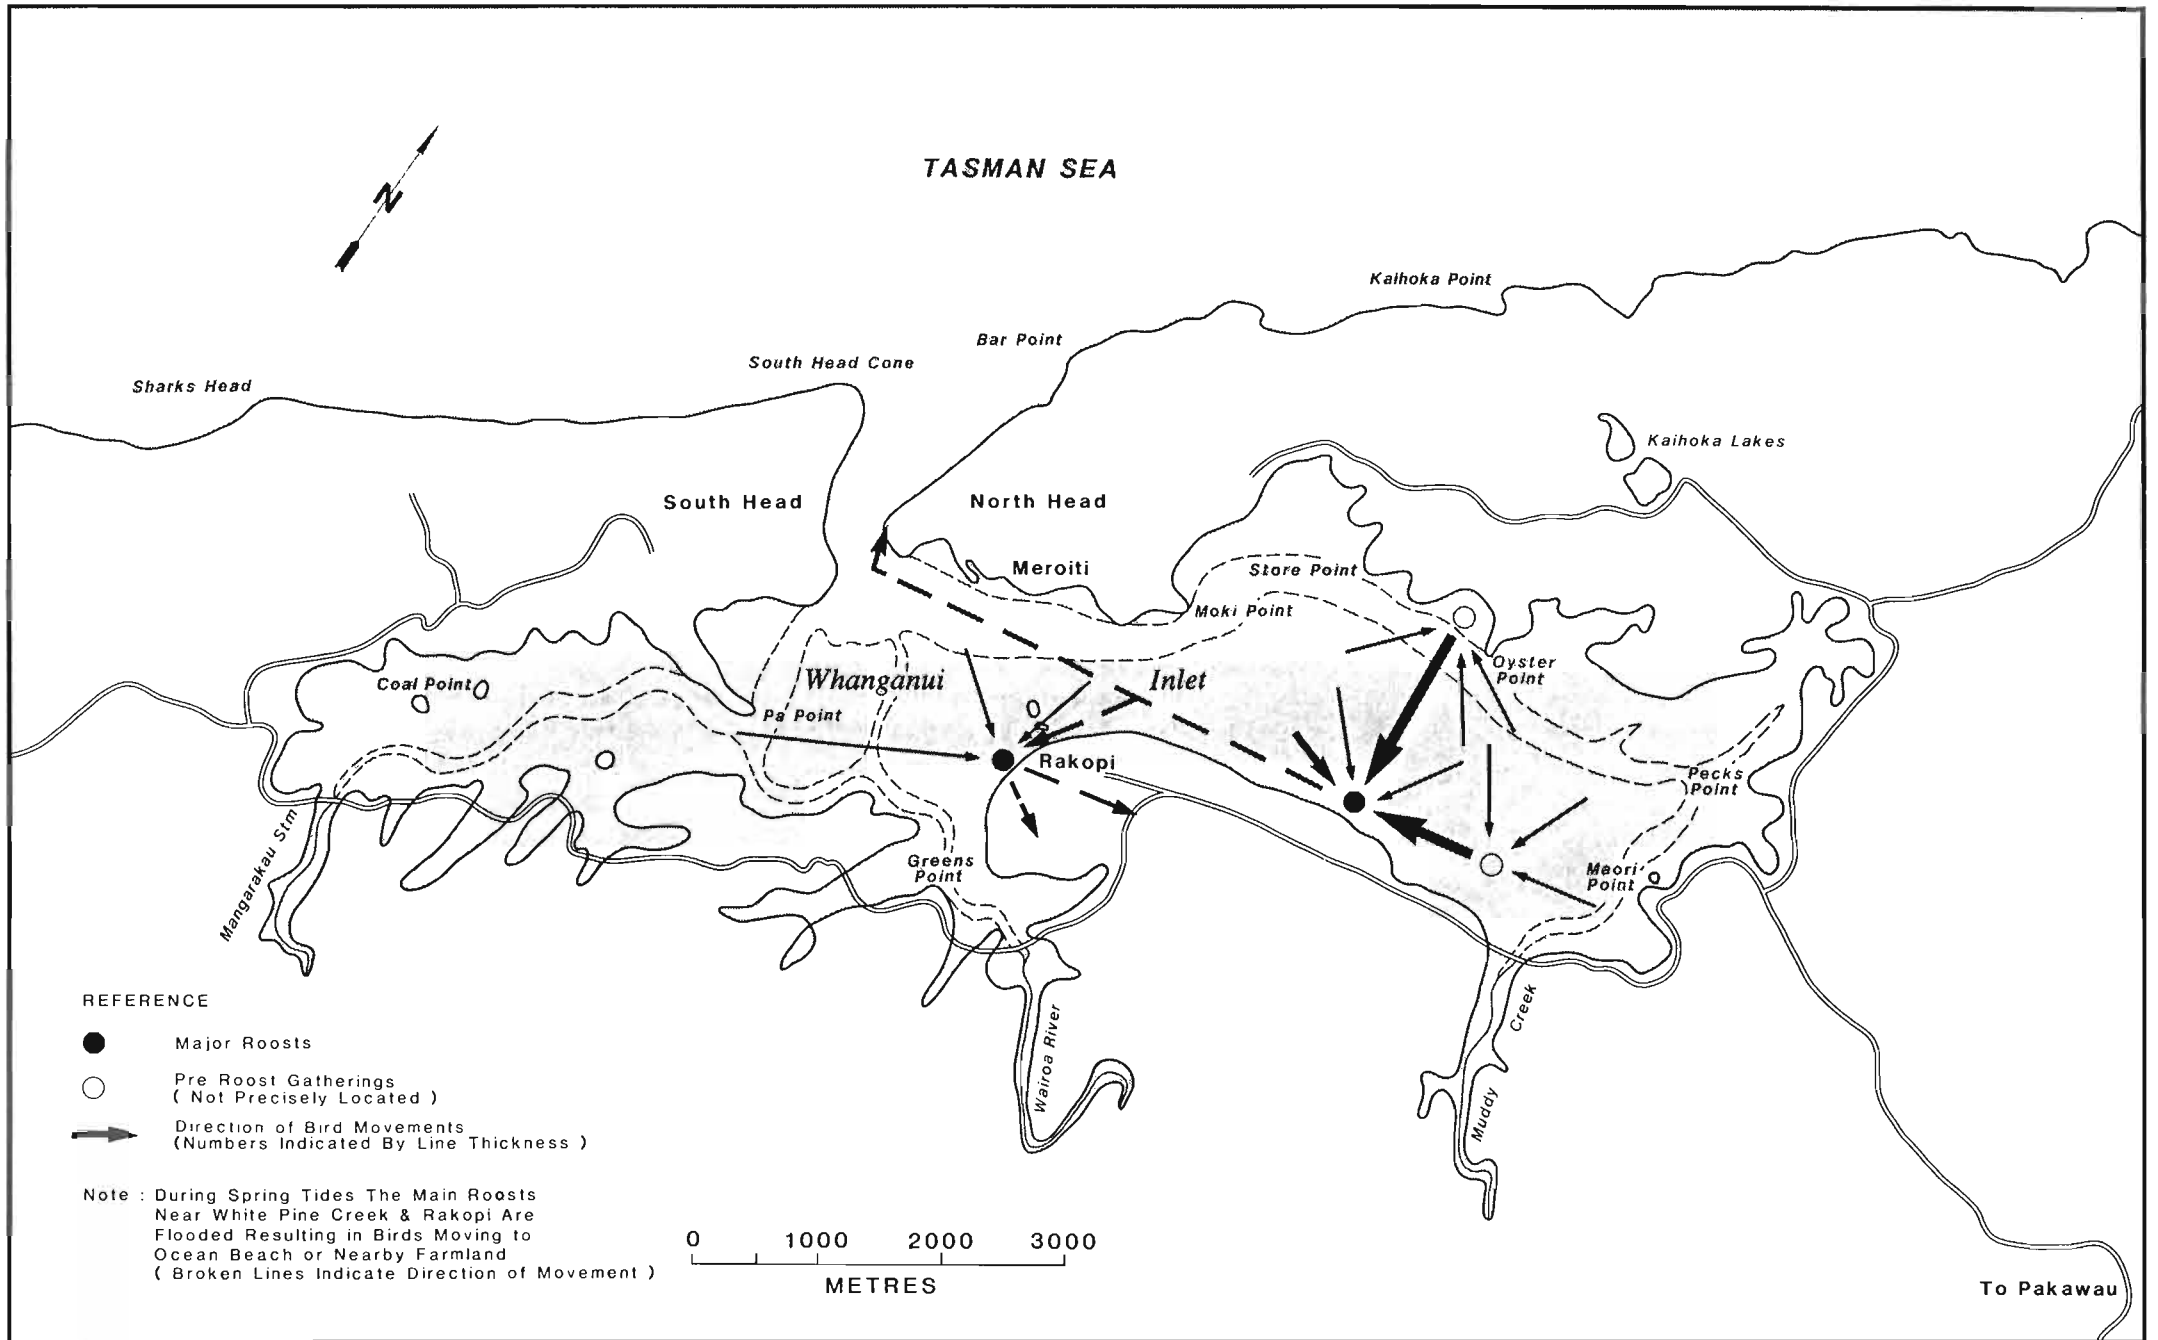 N
TASMAN SEA
Kaihoka Point
Bar Point
South Head Cone
Sharks Head
Kaihoka Lakes
South Head
North Head
Meroiti
Store Point
Moki Point
Oyster
Point
Whanganui
Inlet
Coal Point
Pa Point
Rakopi
Pecks
Point
Mangarakau Stm
Greens
Point
Maori
Point
Wairoa River
Muddy Creek
REFERENCE
Major Roosts
Pre Roost Gatherings
( Not Precisely Located )
Direction of Bird Movements
(Numbers Indicated By Line Thickness )
Note : During Spring Tides The Main Roosts
Near White Pine Creek & Rakopi Are
Flooded Resulting in Birds Moving to
Ocean Beach or Nearby Farmland
( Broken Lines Indicate Direction of Movement )
0 1000 2000 3000
METRES
To Pakawau